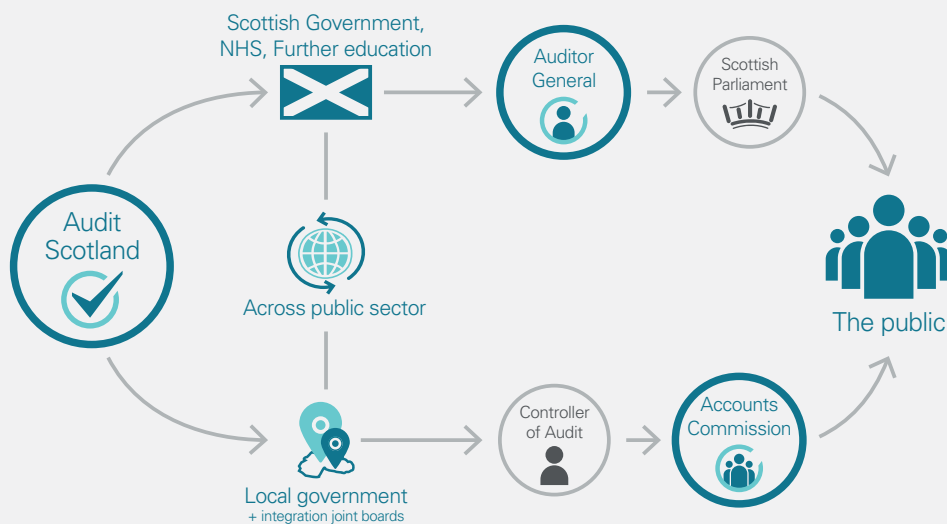 Scottish Government,
NHS, Further education
Auditor
General
Scottish
Parliament
Audit
Scotland
Across public sector
The public
Controller
of Audit
Accounts
Commission
Local government
+ integration joint boards